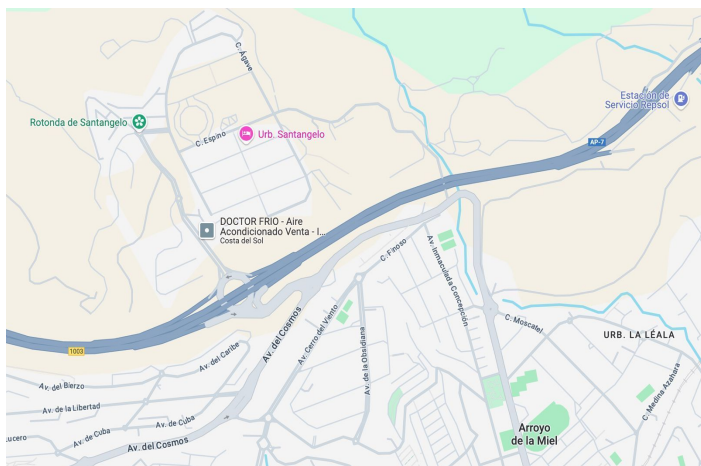 C. Ágave
Estación de
Servicio Repsol
Rotonda de Santangelo
Urb. Santangelo
C. Espino
AP-7
DOCTOR FRIO - Aire
Acondicionado Venta - I...
Costa del Sol
C. Finoso
Av. Inmaculada Concepción
C. Moscatel
URB. LA LÉALA
Av. del Cosmos
Av. Cerro del Viento
Av. de la Obsidiana
1003
Av. del Caribe
C. Medina Azahara
Av. del Bierzo
Av. de la Libertad
Av. de Cuba
Lucero
Av. de Cuba
Av. del Cosmos
Arroyo
de la Miel